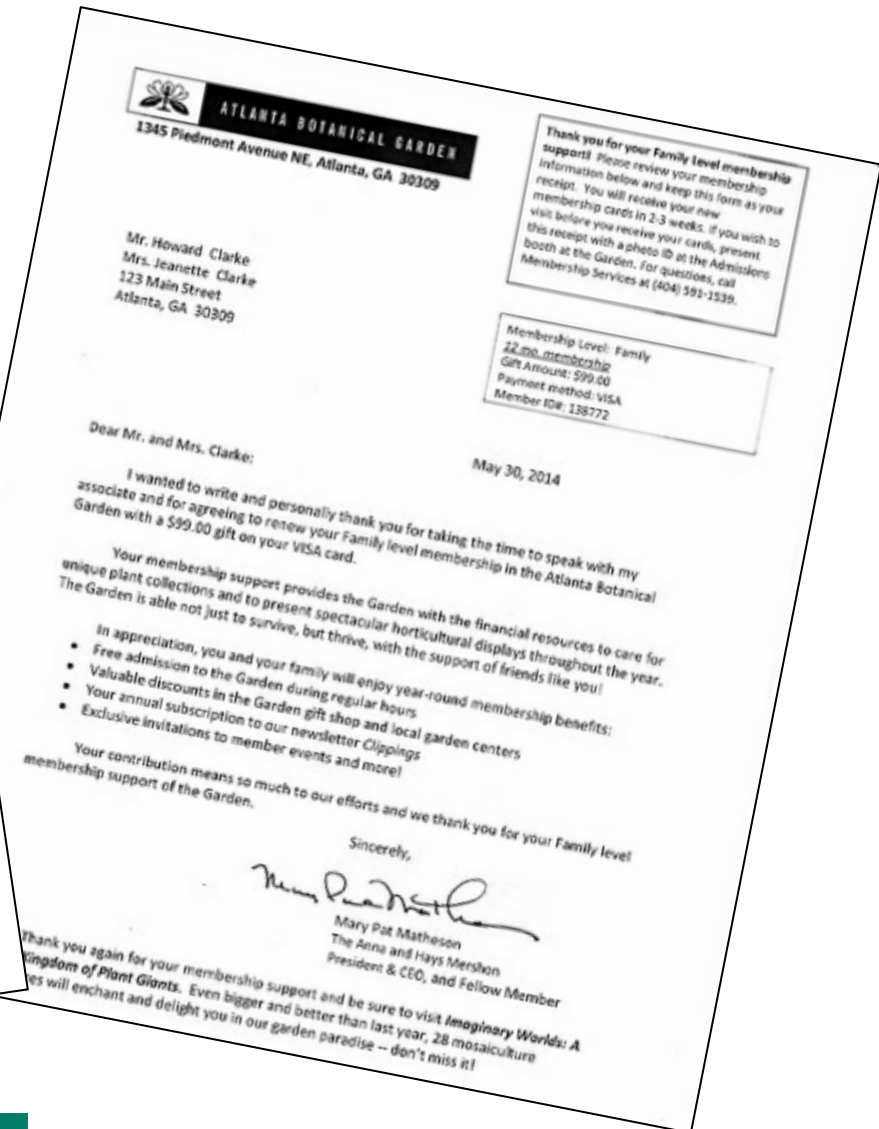 ATLANTA BOTANICAL GARDEN
1345 Piedmont Avenue NE, Atlanta, GA 30309
Thank you for your Family Level membership
support! Please review your membership
information below and keep this form as your
receipt. You will receive your new
membership cards in 2-3 weeks. If you wish to
visit before you receive your cards, present
this receipt with a photo ID at the Admissions
booth at the Garden. For questions, call
Membership Services at (404) 591-1539.
Mr. Howard Clarke
Mrs. Jeanette Clarke
123 Main Street
Atlanta, GA 30309
Membership Level: Family
12 mo. membership
Gift Amount: $99.00
Payment method: VISA
Member ID#: 138772
May 30, 2014
Dear Mr. and Mrs. Clarke:
I wanted to write and personally thank you for taking the time to speak with my
associate and for agreeing to renew your Family level membership in the Atlanta Botanical
Garden with a $99.00 gift on your VISA card.
Your membership support provides the Garden with the financial resources to care for
unique plant collections and to present spectacular horticultural displays throughout the year.
The Garden is able not just to survive, but thrive, with the support of friends like you!
In appreciation, you and your family will enjoy year-round membership benefits:
• Free admission to the Garden during regular hours
• Valuable discounts in the Garden gift shop and local garden centers
• Your annual subscription to our newsletter Clippings
• Exclusive invitations to member events and more!
Your contribution means so much to our efforts and we thank you for your Family level
membership support of the Garden.
Sincerely,
Mary Pat Matheson
Mary Pat Matheson
The Anna and Hays Mershon
President & CEO, and Fellow Member
Thank you again for your membership support and be sure to visit Imaginary Worlds: A
Kingdom of Plant Giants. Even bigger and better than last year, 28 mosaiculture
es will enchant and delight you in our garden paradise -- don't miss it!